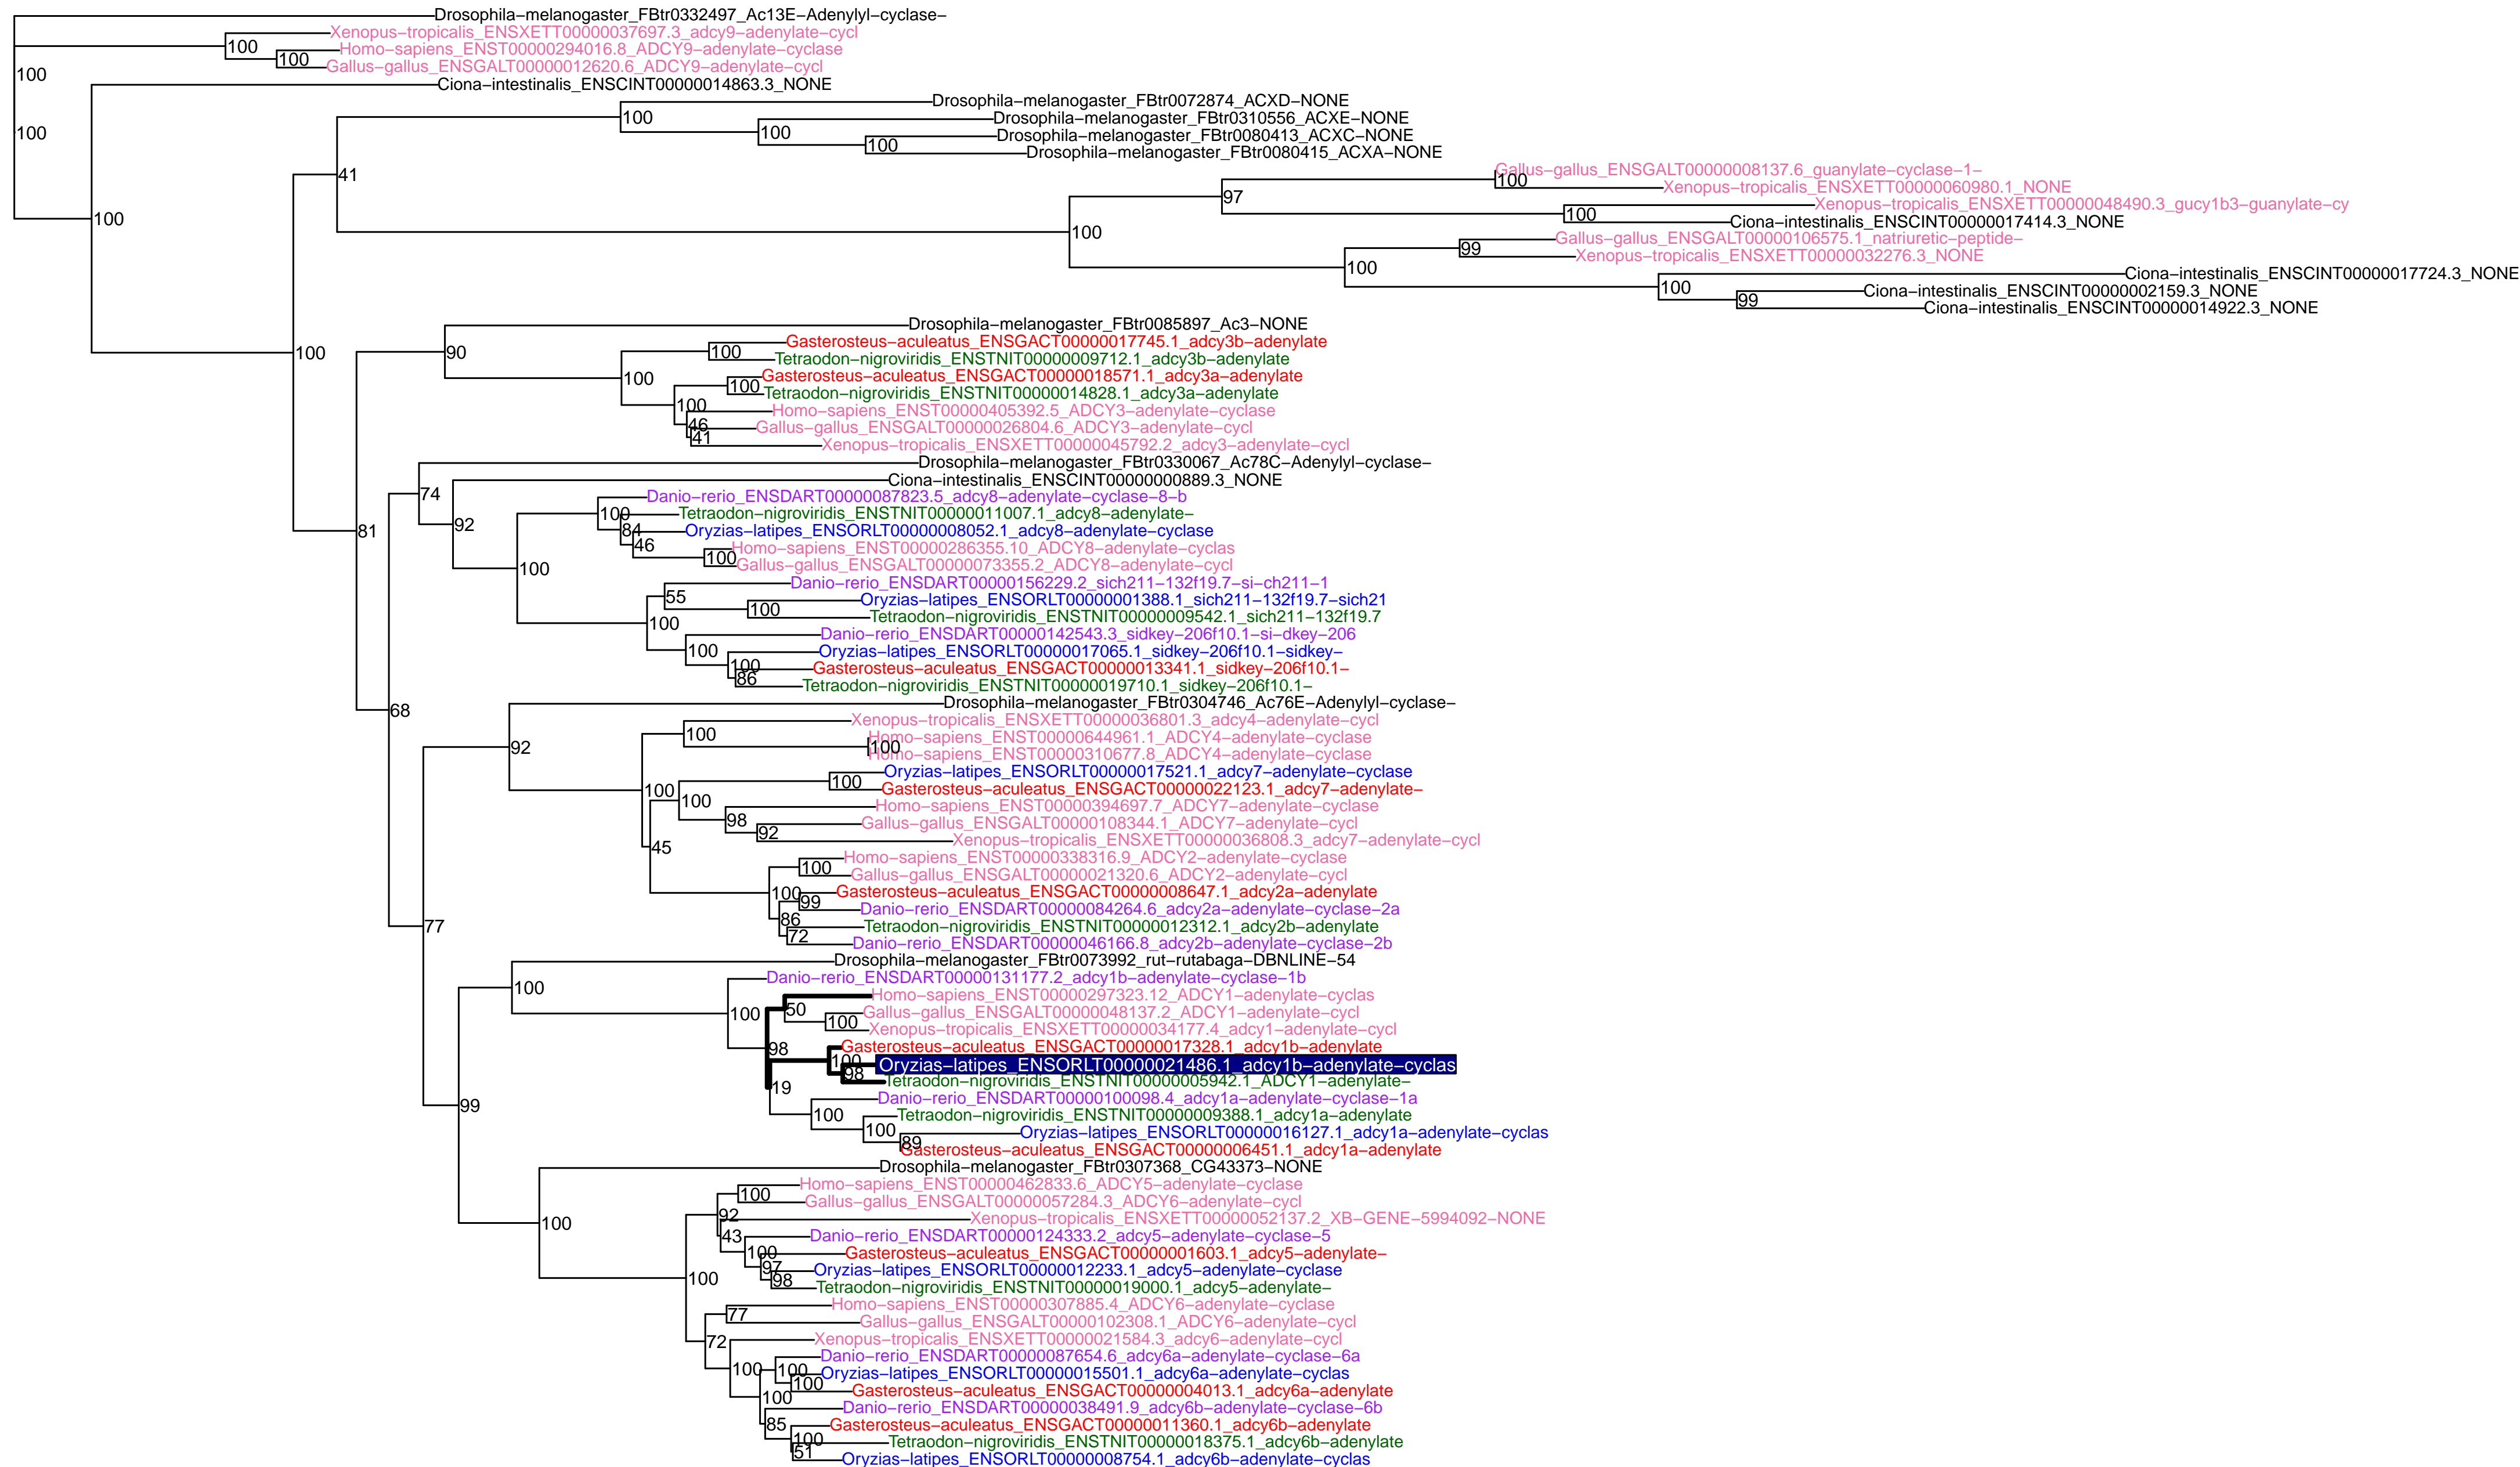 Drosophila−melanogaster_FBtr0332497_Ac13E−Adenylyl−cyclase−
Xenopus−tropicalis_ENSXETT00000037697.3_adcy9−adenylate−cycl
100
Homo−sapiens_ENST00000294016.8_ADCY9−adenylate−cyclase
100
Gallus−gallus_ENSGALT00000012620.6_ADCY9−adenylate−cycl
100
Ciona−intestinalis_ENSCINT00000014863.3_NONE
Drosophila−melanogaster_FBtr0072874_ACXD−NONE
100
Drosophila−melanogaster_FBtr0310556_ACXE−NONE
100
100
Drosophila−melanogaster_FBtr0080413_ACXC−NONE
100
Drosophila−melanogaster_FBtr0080415_ACXA−NONE
Gallus−gallus_ENSGALT00000008137.6_guanylate−cyclase−1−
41
100
Xenopus−tropicalis_ENSXETT00000060980.1_NONE
97
Xenopus−tropicalis_ENSXETT00000048490.3_gucy1b3−guanylate−cy
100
100
Ciona−intestinalis_ENSCINT00000017414.3_NONE
100
Gallus−gallus_ENSGALT00000106575.1_natriuretic−peptide−
99
Xenopus−tropicalis_ENSXETT00000032276.3_NONE
100
Ciona−intestinalis_ENSCINT00000017724.3_NONE
100
Ciona−intestinalis_ENSCINT00000002159.3_NONE
99
Ciona−intestinalis_ENSCINT00000014922.3_NONE
Drosophila−melanogaster_FBtr0085897_Ac3−NONE
Gasterosteus−aculeatus_ENSGACT00000017745.1_adcy3b−adenylate
100
90
100
Tetraodon−nigroviridis_ENSTNIT00000009712.1_adcy3b−adenylate
Gasterosteus−aculeatus_ENSGACT00000018571.1_adcy3a−adenylate
100
100
Tetraodon−nigroviridis_ENSTNIT00000014828.1_adcy3a−adenylate
100
Homo−sapiens_ENST00000405392.5_ADCY3−adenylate−cyclase
46
Gallus−gallus_ENSGALT00000026804.6_ADCY3−adenylate−cycl
41
Xenopus−tropicalis_ENSXETT00000045792.2_adcy3−adenylate−cycl
Drosophila−melanogaster_FBtr0330067_Ac78C−Adenylyl−cyclase−
Ciona−intestinalis_ENSCINT00000000889.3_NONE
74
Danio−rerio_ENSDART00000087823.5_adcy8−adenylate−cyclase−8−b
100
Tetraodon−nigroviridis_ENSTNIT00000011007.1_adcy8−adenylate−
92
84
Oryzias−latipes_ENSORLT00000008052.1_adcy8−adenylate−cyclase
81
46
Homo−sapiens_ENST00000286355.10_ADCY8−adenylate−cyclas
100
Gallus−gallus_ENSGALT00000073355.2_ADCY8−adenylate−cycl
100
Danio−rerio_ENSDART00000156229.2_sich211−132f19.7−si−ch211−1
55
Oryzias−latipes_ENSORLT00000001388.1_sich211−132f19.7−sich21
100
Tetraodon−nigroviridis_ENSTNIT00000009542.1_sich211−132f19.7
100
Danio−rerio_ENSDART00000142543.3_sidkey−206f10.1−si−dkey−206
100
Oryzias−latipes_ENSORLT00000017065.1_sidkey−206f10.1−sidkey−
100
Gasterosteus−aculeatus_ENSGACT00000013341.1_sidkey−206f10.1−
86
Tetraodon−nigroviridis_ENSTNIT00000019710.1_sidkey−206f10.1−
Drosophila−melanogaster_FBtr0304746_Ac76E−Adenylyl−cyclase−
68
Xenopus−tropicalis_ENSXETT00000036801.3_adcy4−adenylate−cycl
100
Homo−sapiens_ENST00000644961.1_ADCY4−adenylate−cyclase
92
100
Homo−sapiens_ENST00000310677.8_ADCY4−adenylate−cyclase
Oryzias−latipes_ENSORLT00000017521.1_adcy7−adenylate−cyclase
100
100
Gasterosteus−aculeatus_ENSGACT00000022123.1_adcy7−adenylate−
100
Homo−sapiens_ENST00000394697.7_ADCY7−adenylate−cyclase
98
Gallus−gallus_ENSGALT00000108344.1_ADCY7−adenylate−cycl
92
Xenopus−tropicalis_ENSXETT00000036808.3_adcy7−adenylate−cycl
45
Homo−sapiens_ENST00000338316.9_ADCY2−adenylate−cyclase
100
Gallus−gallus_ENSGALT00000021320.6_ADCY2−adenylate−cycl
100
Gasterosteus−aculeatus_ENSGACT00000008647.1_adcy2a−adenylate
99
Danio−rerio_ENSDART00000084264.6_adcy2a−adenylate−cyclase−2a
86
77
Tetraodon−nigroviridis_ENSTNIT00000012312.1_adcy2b−adenylate
72
Danio−rerio_ENSDART00000046166.8_adcy2b−adenylate−cyclase−2b
Drosophila−melanogaster_FBtr0073992_rut−rutabaga−DBNLINE−54
Danio−rerio_ENSDART00000131177.2_adcy1b−adenylate−cyclase−1b
100
Homo−sapiens_ENST00000297323.12_ADCY1−adenylate−cyclas
50
100
Gallus−gallus_ENSGALT00000048137.2_ADCY1−adenylate−cycl
100
Xenopus−tropicalis_ENSXETT00000034177.4_adcy1−adenylate−cycl
98
Gasterosteus−aculeatus_ENSGACT00000017328.1_adcy1b−adenylate
100
Oryzias−latipes_ENSORLT00000021486.1_adcy1b−adenylate−cyclas
98
Tetraodon−nigroviridis_ENSTNIT00000005942.1_ADCY1−adenylate−
19
Danio−rerio_ENSDART00000100098.4_adcy1a−adenylate−cyclase−1a
99
100
Tetraodon−nigroviridis_ENSTNIT00000009388.1_adcy1a−adenylate
100
Oryzias−latipes_ENSORLT00000016127.1_adcy1a−adenylate−cyclas
89
Gasterosteus−aculeatus_ENSGACT00000006451.1_adcy1a−adenylate
Drosophila−melanogaster_FBtr0307368_CG43373−NONE
Homo−sapiens_ENST00000462833.6_ADCY5−adenylate−cyclase
100
Gallus−gallus_ENSGALT00000057284.3_ADCY6−adenylate−cycl
92
Xenopus−tropicalis_ENSXETT00000052137.2_XB−GENE−5994092−NONE
100
43
Danio−rerio_ENSDART00000124333.2_adcy5−adenylate−cyclase−5
100
Gasterosteus−aculeatus_ENSGACT00000001603.1_adcy5−adenylate−
97
Oryzias−latipes_ENSORLT00000012233.1_adcy5−adenylate−cyclase
100
98
Tetraodon−nigroviridis_ENSTNIT00000019000.1_adcy5−adenylate−
Homo−sapiens_ENST00000307885.4_ADCY6−adenylate−cyclase
77
Gallus−gallus_ENSGALT00000102308.1_ADCY6−adenylate−cycl
72
Xenopus−tropicalis_ENSXETT00000021584.3_adcy6−adenylate−cycl
Danio−rerio_ENSDART00000087654.6_adcy6a−adenylate−cyclase−6a
100
100
Oryzias−latipes_ENSORLT00000015501.1_adcy6a−adenylate−cyclas
100
Gasterosteus−aculeatus_ENSGACT00000004013.1_adcy6a−adenylate
100
Danio−rerio_ENSDART00000038491.9_adcy6b−adenylate−cyclase−6b
85
Gasterosteus−aculeatus_ENSGACT00000011360.1_adcy6b−adenylate
100
Tetraodon−nigroviridis_ENSTNIT00000018375.1_adcy6b−adenylate
51
Oryzias−latipes_ENSORLT00000008754.1_adcy6b−adenylate−cyclas